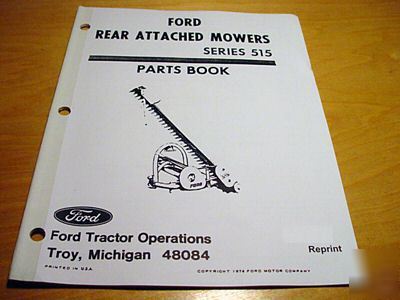 FORD
REAR ATTACHED MOWERS
SERIES 515
PARTS BOOK
FORD
Ford
Ford Tractor Operations
Troy, Michigan 48084
Reprint
PRINTED IN U.S.A.
COPYRIGHT 1974 FORD MOTOR COMPANY